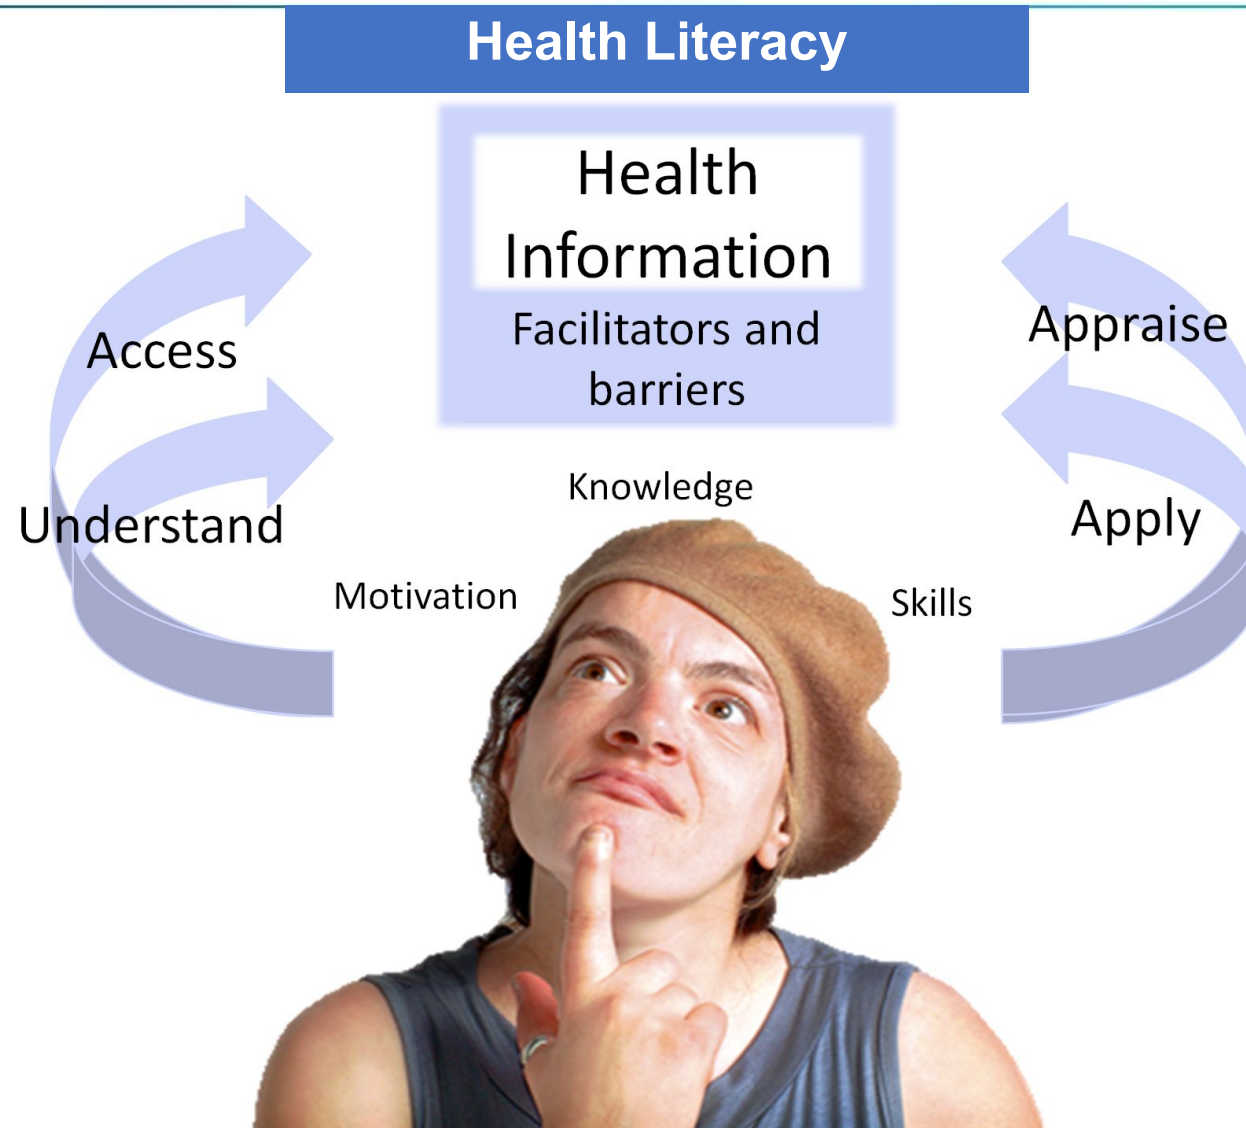 Health Literacy
Health
Information
Facilitators and
barriers
Access
Appraise
Understand
Apply
Knowledge
Motivation
Skills